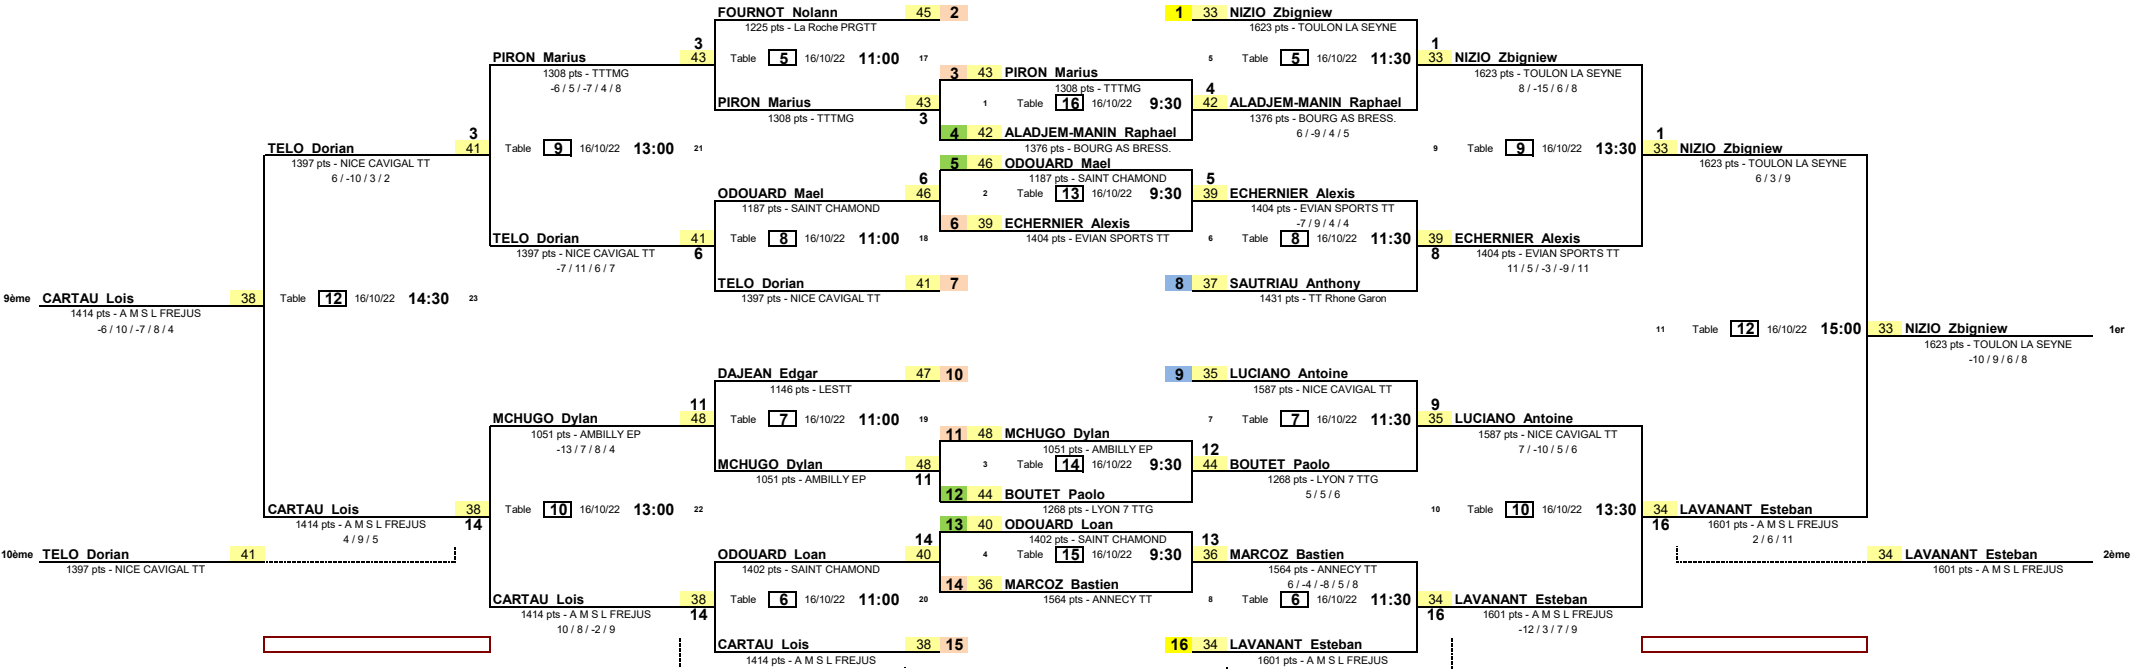 FOURNOT Nolann 45 2
1225 pts - La Roche PRGTT
1 33 NIZIO Zbigniew
1623 pts - TOULON LA SEYNE
3
PIRON Marius 43
1308 pts - TTTMG
-6 / 5 / -7 / 4 / 8
Table 5 16/10/22 11:00 17
5 Table 5 16/10/22 11:30
1
33 NIZIO Zbigniew
1623 pts - TOULON LA SEYNE
8 / -15 / 6 / 8
3 43 PIRON Marius
1308 pts - TTTMG
PIRON Marius 43
1308 pts - TTTMG
3
1 Table 16 16/10/22 9:30
4
42 ALADJEM-MANIN Raphael
1376 pts - BOURG AS BRESS.
6 / -9 / 4 / 5
4 42 ALADJEM-MANIN Raphael
1376 pts - BOURG AS BRESS.
3
TELO Dorian 41
1397 pts - NICE CAVIGAL TT
6 / -10 / 3 / 2
Table 9 16/10/22 13:00 21
9 Table 9 16/10/22 13:30
1
33 NIZIO Zbigniew
1623 pts - TOULON LA SEYNE
6 / 3 / 9
5 46 ODOUARD Mael
1187 pts - SAINT CHAMOND
6
ODOUARD Mael 46
1187 pts - SAINT CHAMOND
2 Table 13 16/10/22 9:30
5
39 ECHERNIER Alexis
1404 pts - EVIAN SPORTS TT
-7 / 9 / 4 / 4
6 39 ECHERNIER Alexis
1404 pts - EVIAN SPORTS TT
TELO Dorian 41
1397 pts - NICE CAVIGAL TT
6
-7 / 11 / 6 / 7
Table 8 16/10/22 11:00 18
6 Table 8 16/10/22 11:30
39 ECHERNIER Alexis
8
1404 pts - EVIAN SPORTS TT
11 / 5 / -3 / -9 / 11
TELO Dorian 41 7
1397 pts - NICE CAVIGAL TT
8 37 SAUTRIAU Anthony
1431 pts - TT Rhone Garon
9ème CARTAU Lois 38
1414 pts - A M S L FREJUS
-6 / 10 / -7 / 8 / 4
Table 12 16/10/22 14:30 23
11 Table 12 16/10/22 15:00
33 NIZIO Zbigniew 1er
1623 pts - TOULON LA SEYNE
-10 / 9 / 6 / 8
DAJEAN Edgar 47 10
1146 pts - LESTT
9 35 LUCIANO Antoine
1587 pts - NICE CAVIGAL TT
11
MCHUGO Dylan 48
1051 pts - AMBILLY EP
-13 / 7 / 8 / 4
Table 7 16/10/22 11:00 19
7 Table 7 16/10/22 11:30
9
35 LUCIANO Antoine
1587 pts - NICE CAVIGAL TT
7 / -10 / 5 / 6
11 48 MCHUGO Dylan
1051 pts - AMBILLY EP
MCHUGO Dylan 48
1051 pts - AMBILLY EP
11
3 Table 14 16/10/22 9:30
12
44 BOUTET Paolo
1268 pts - LYON 7 TTG
5 / 5 / 6
12 44 BOUTET Paolo
1268 pts - LYON 7 TTG
CARTAU Lois 38
1414 pts - A M S L FREJUS
14
4 / 9 / 5
Table 10 16/10/22 13:00 22
10 Table 10 16/10/22 13:30
34 LAVANANT Esteban
16
1601 pts - A M S L FREJUS
2 / 6 / 11
13 40 ODOUARD Loan
1402 pts - SAINT CHAMOND
10ème TELO Dorian 41
1397 pts - NICE CAVIGAL TT
14
ODOUARD Loan 40
1402 pts - SAINT CHAMOND
4 Table 15 16/10/22 9:30
13
36 MARCOZ Bastien
1564 pts - ANNECY TT
6 / -4 / -8 / 5 / 8
34 LAVANANT Esteban 2ème
1601 pts - A M S L FREJUS
14 36 MARCOZ Bastien
1564 pts - ANNECY TT
CARTAU Lois 38
1414 pts - A M S L FREJUS
14
10 / 8 / -2 / 9
Table 6 16/10/22 11:00 20
8 Table 6 16/10/22 11:30
34 LAVANANT Esteban
16
1601 pts - A M S L FREJUS
-12 / 3 / 7 / 9
CARTAU Lois 38 15
1414 pts - A M S L FREJUS
16 34 LAVANANT Esteban
1601 pts - A M S L FREJUS